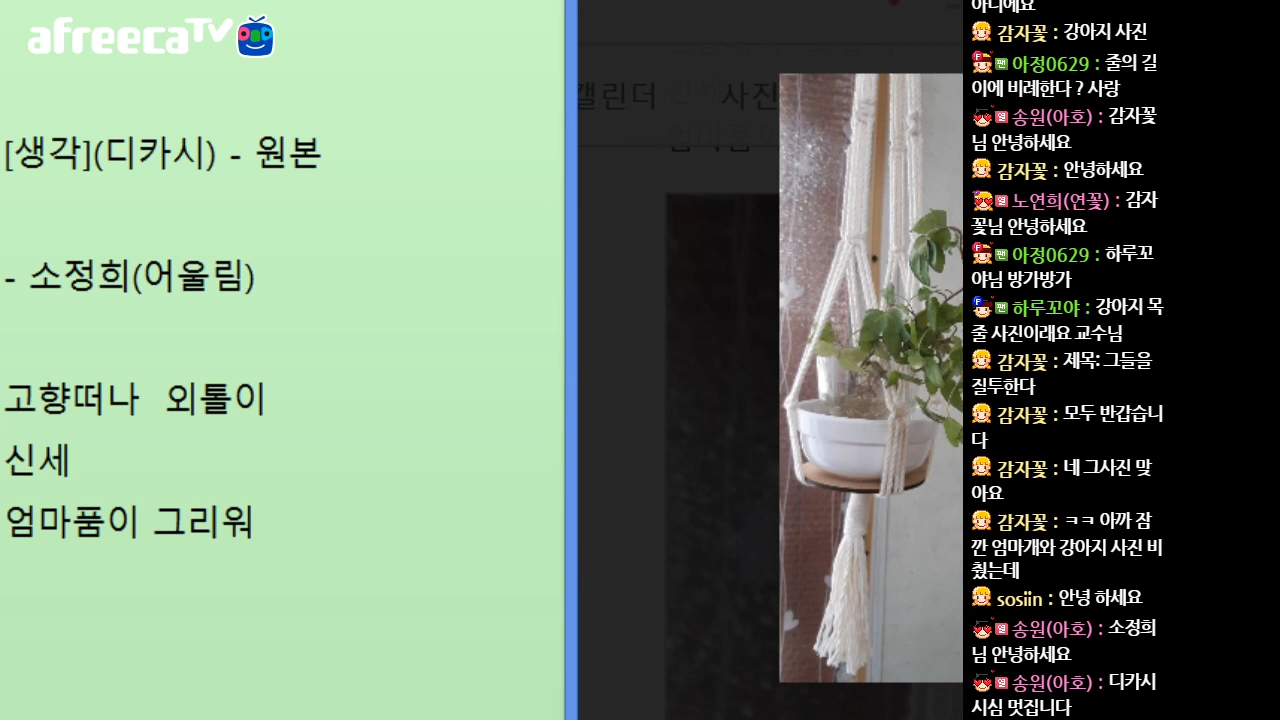 afreecaTV
[생각](디카시) - 원본
- 소정희(어울림)
고향떠나 외톨이
신세
엄마품이 그리워
캘린더 사진
아니에요
감자꽃 : 강아지 사진
아정0629 : 줄의 길
이에 비례한다 ? 사랑
송원(아호) : 감자꽃
님 안녕하세요
감자꽃 : 안녕하세요
노연희(연꽃) : 감자
꽃님 안녕하세요
아정0629 : 하루꼬
야님 방가방가
하루꼬야 : 강아지 목
줄 사진이래요 교수님
감자꽃 : 제목: 그들을
질투한다
감자꽃 : 모두 반갑습니
다
감자꽃 : 네 그사진 맞
아요
감자꽃 : ㅋㅋ 아까 잠
깐 엄마개와 강아지 사진 비
췄는데
sosiin : 안녕 하세요
송원(아호) : 소정희
님 안녕하세요
송원(아호) : 디카시
시심 멋집니다